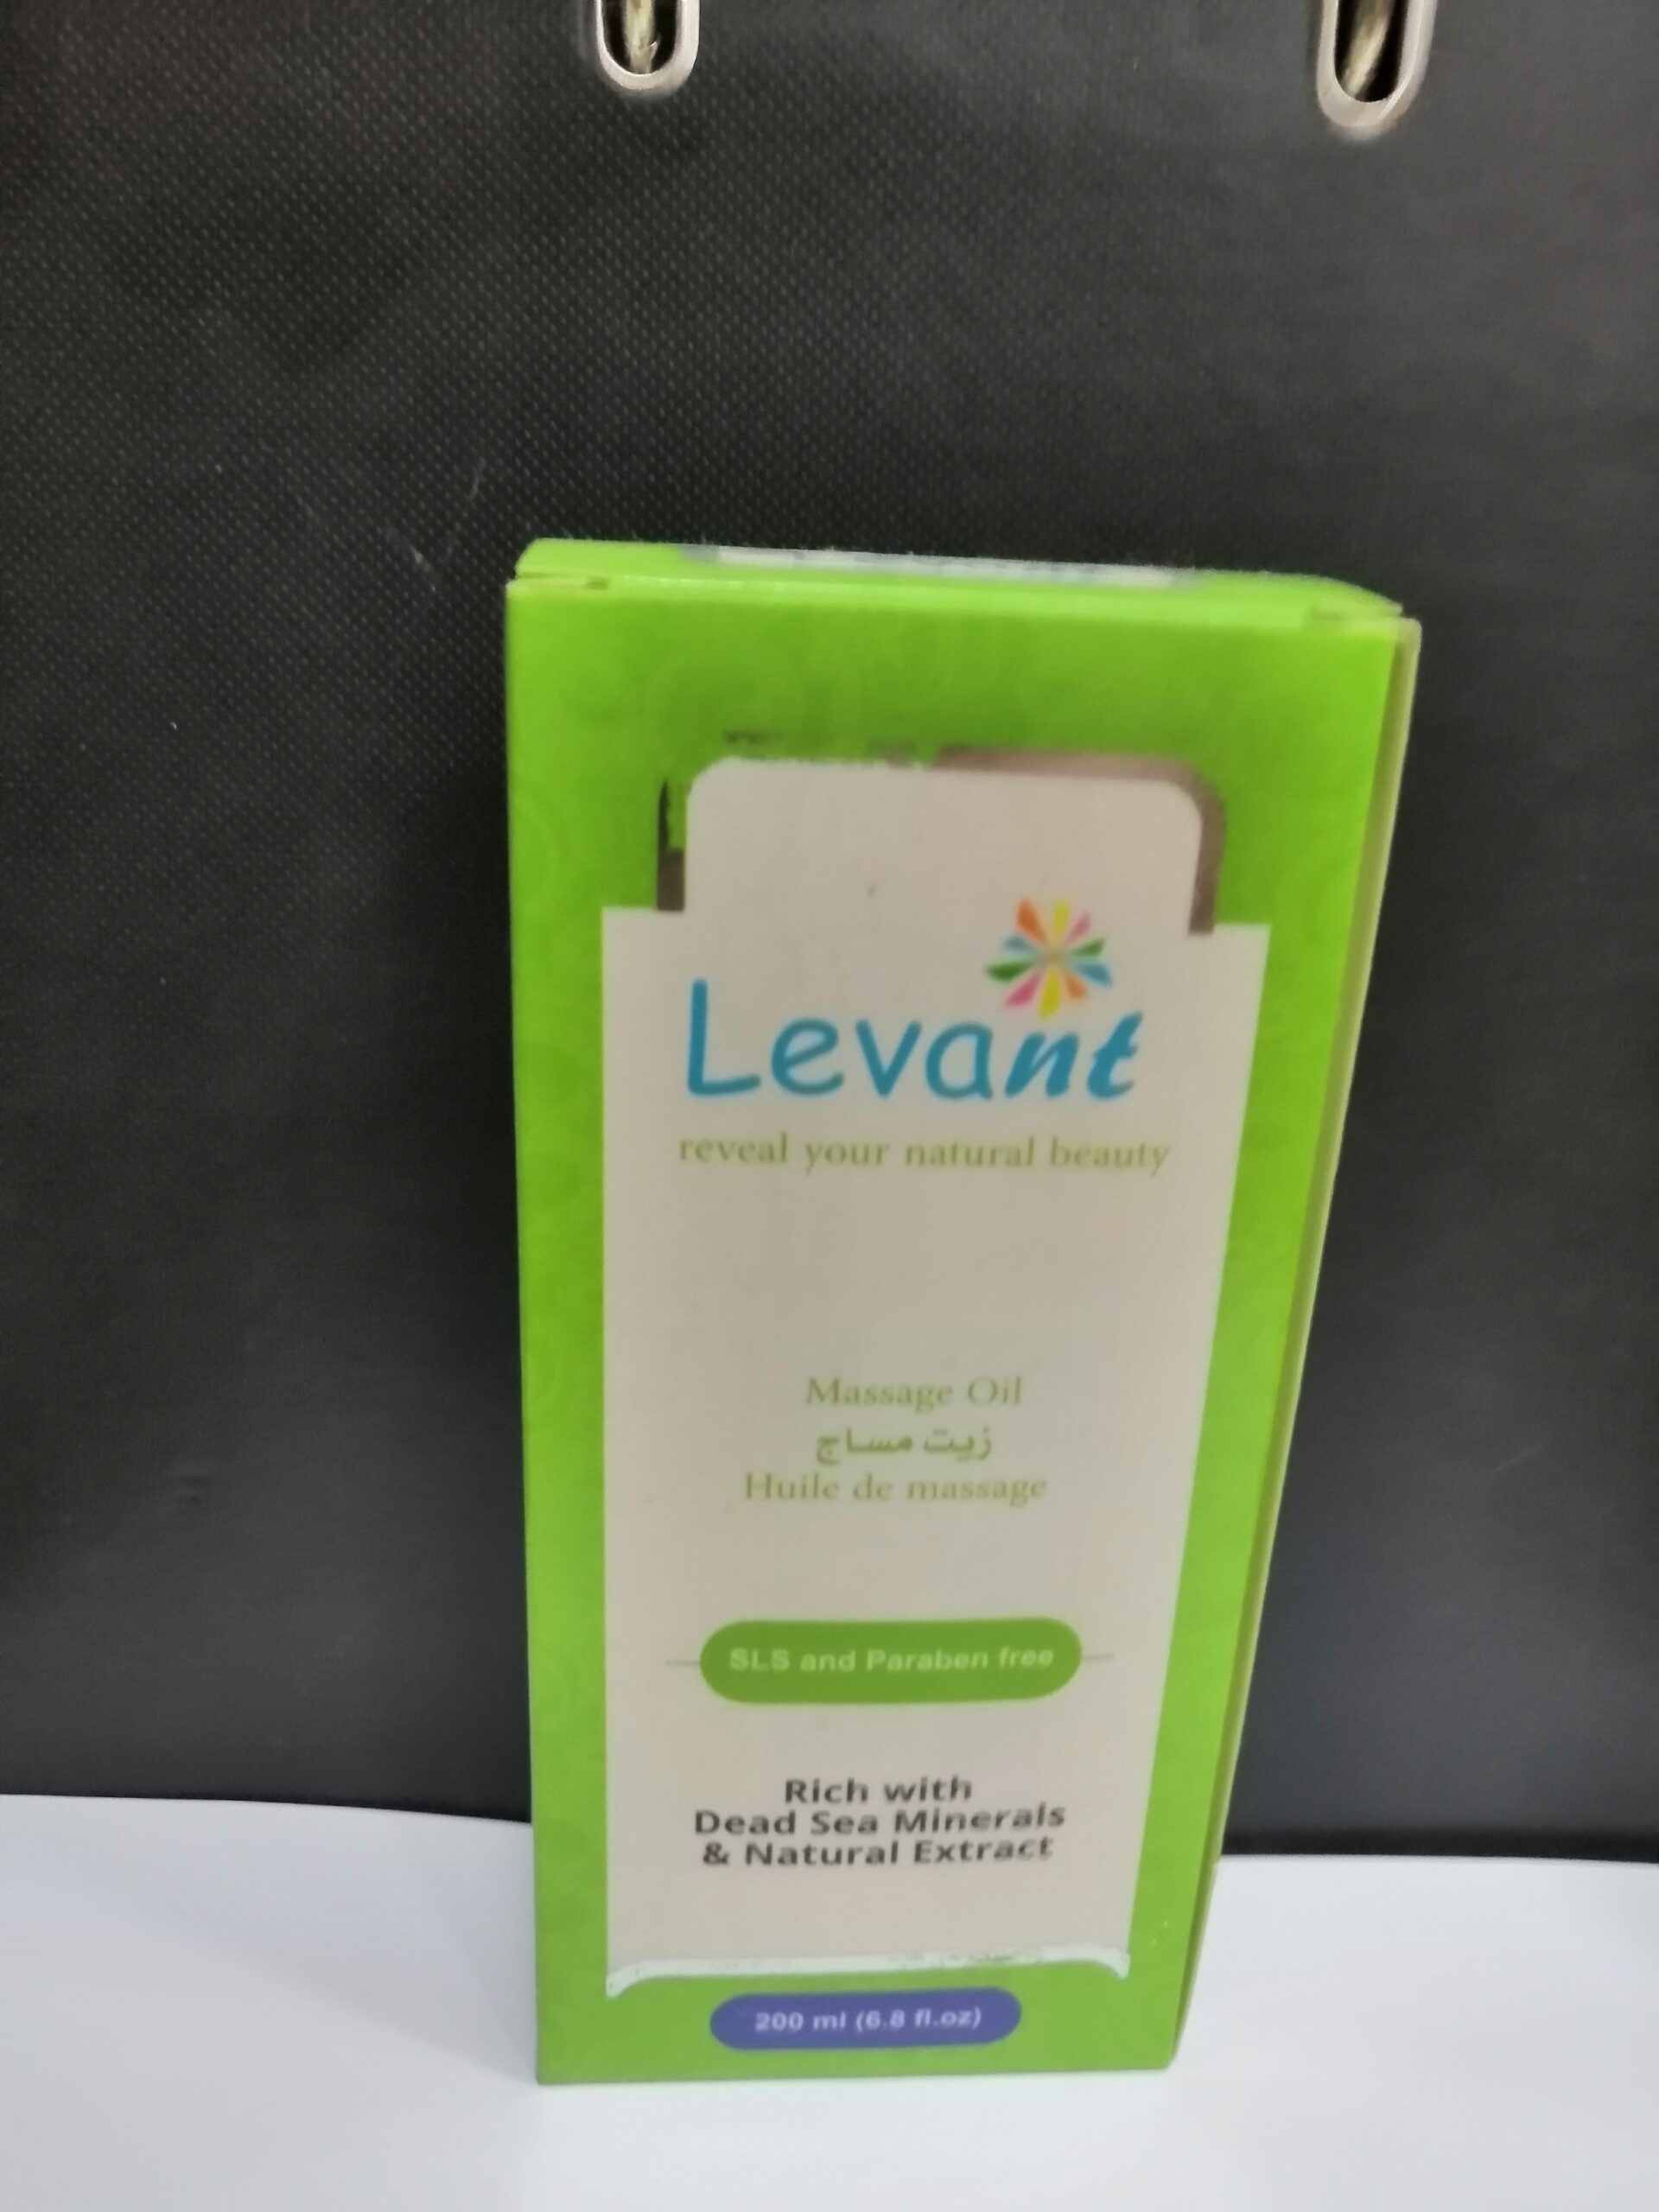 Levant
reveal your natural beauty
Massage Oil
زيت مساج
Huile de massage
SLS and Paraben free
Rich with
Dead Sea Minerals
& Natural Extract
200 ml (6.8 fl.oz)